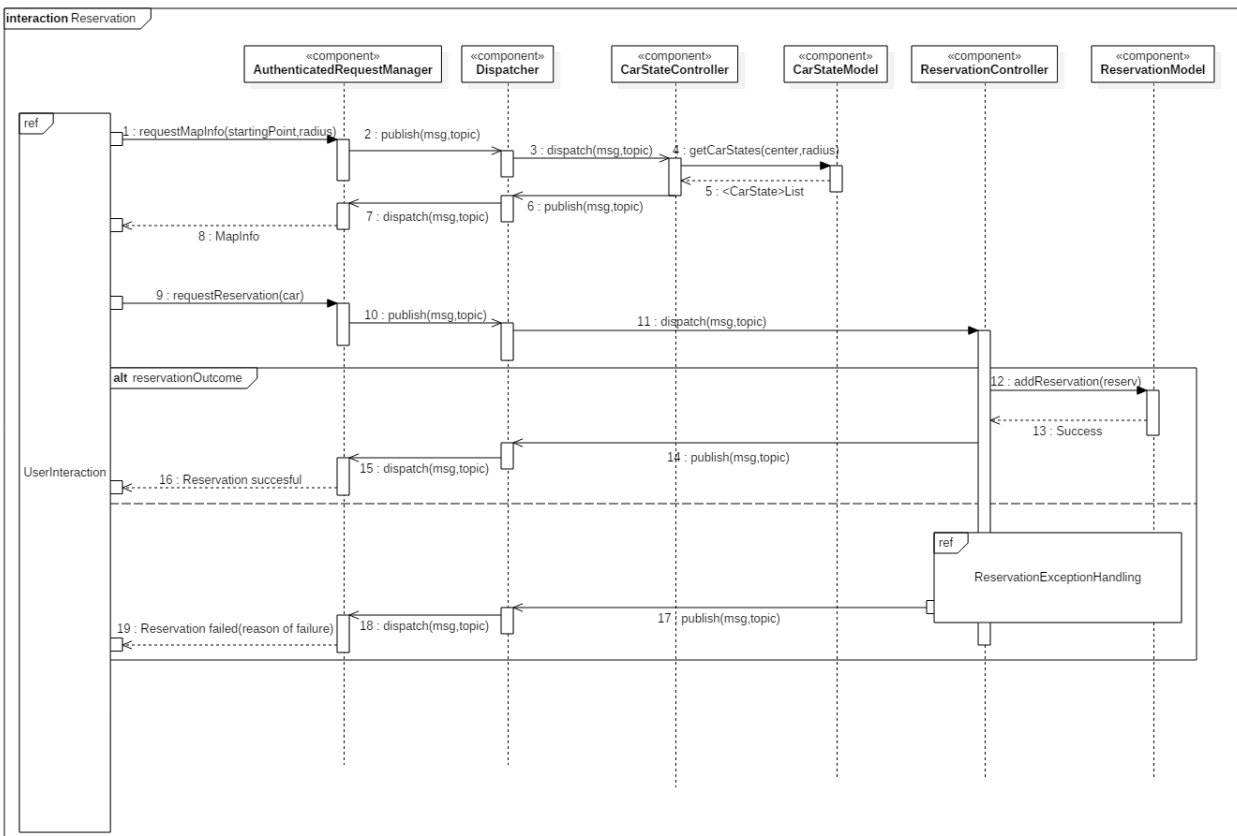 interaction Reservation
«component»
AuthenticatedRequestManager
«component»
Dispatcher
«component»
CarStateController
«component»
CarStateModel
«component»
ReservationController
«component»
ReservationModel
ref
1 : requestMapInfo(startingPoint,radius)
2 : publish(msg,topic)
3 : dispatch(msg,topic)
4 : getCarStates(center,radius)
5 : <CarState>List
6 : publish(msg,topic)
7 : dispatch(msg,topic)
8 : MapInfo
9 : requestReservation(car)
10 : publish(msg,topic)
11 : dispatch(msg,topic)
alt reservationOutcome
12 : addReservation(reserv)
13 : Success
14 : publish(msg,topic)
15 : dispatch(msg,topic)
UserInteraction
16 : Reservation succesful
ref
ReservationExceptionHandling
17 : publish(msg,topic)
18 : dispatch(msg,topic)
19 : Reservation failed(reason of failure)